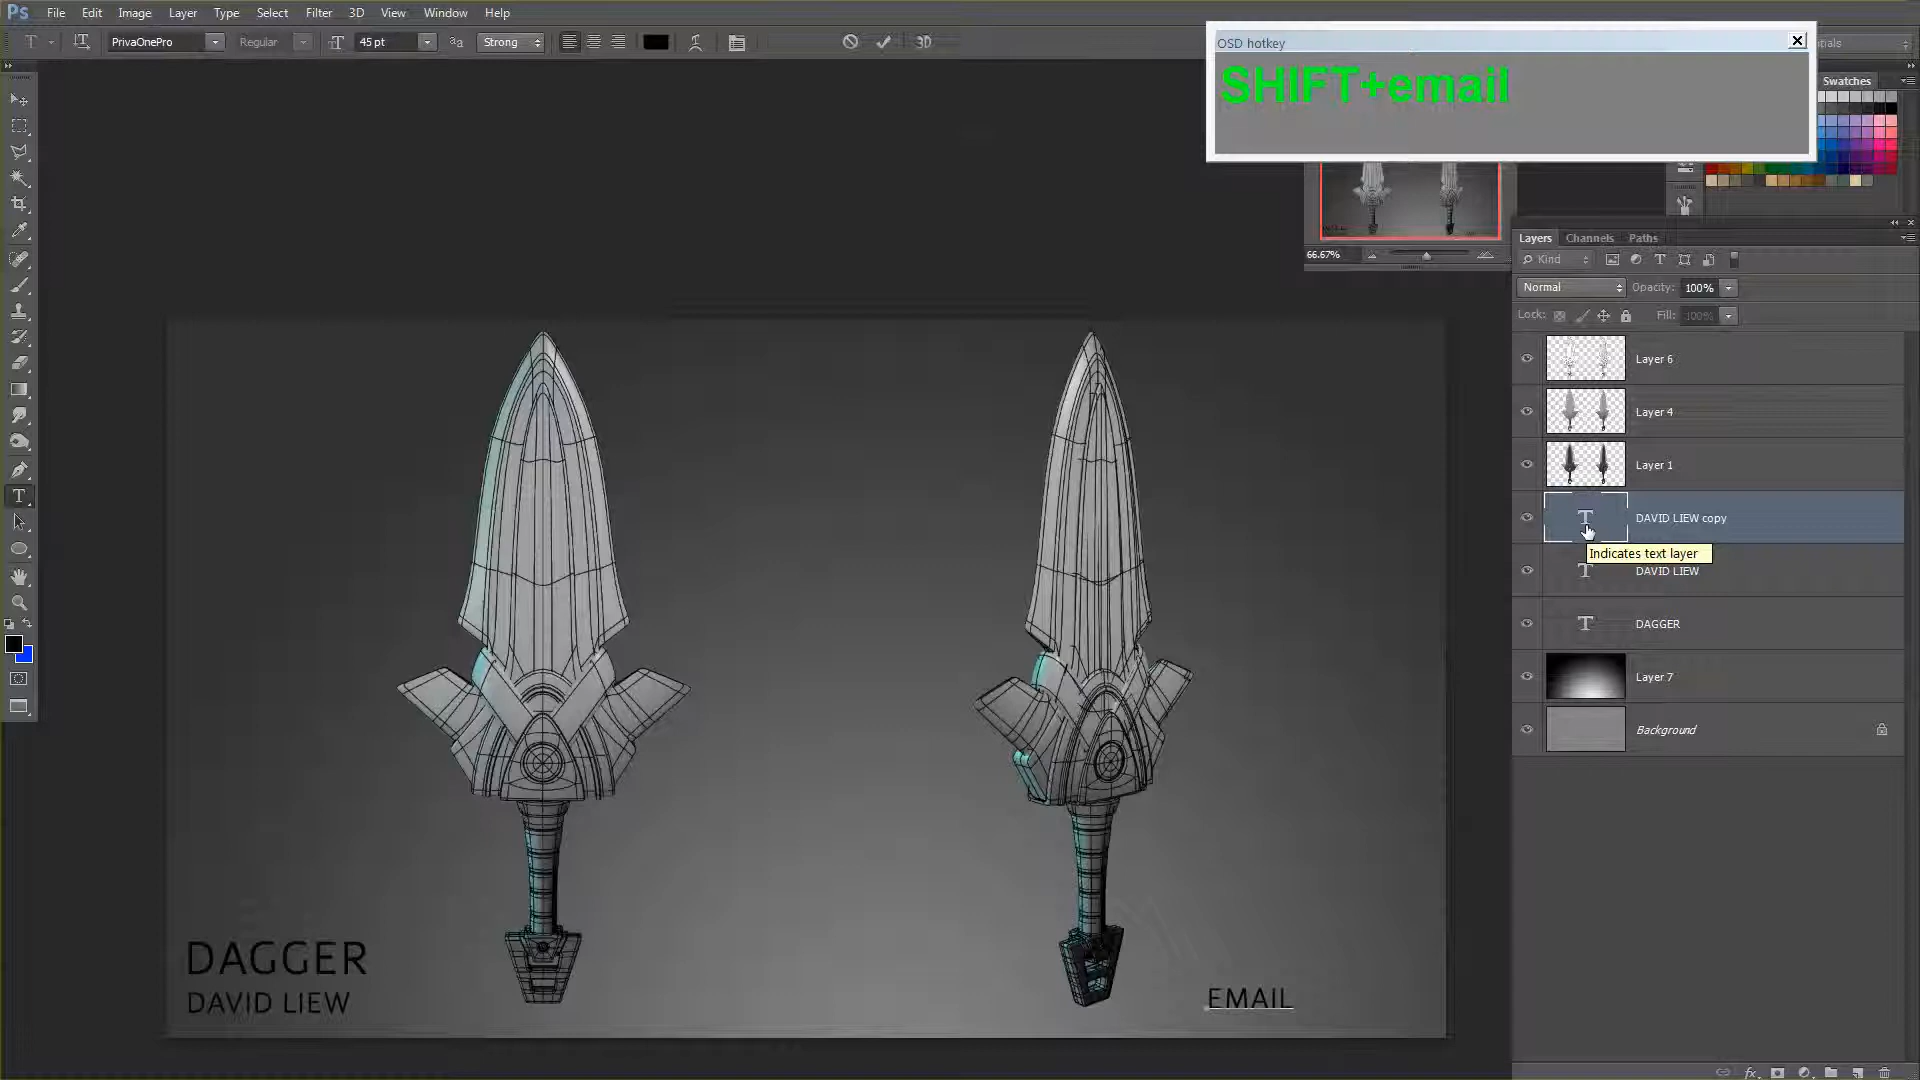 Ps File Edit Image Layer Type Select Filter 3D View Window Help
T PrivaOnePro Regular 45 pt aa Strong 3D
OSD hotkey
SHIFT+email
Swatches
66.67%
Layers Channels Paths
Kind
Normal Opacity: 100%
Lock: Fill: 100%
Layer 6
Layer 4
Layer 1
T DAVID LIEW copy
Indicates text layer
T DAVID LIEW
T DAGGER
Layer 7
Background
DAGGER
DAVID LIEW
EMAIL